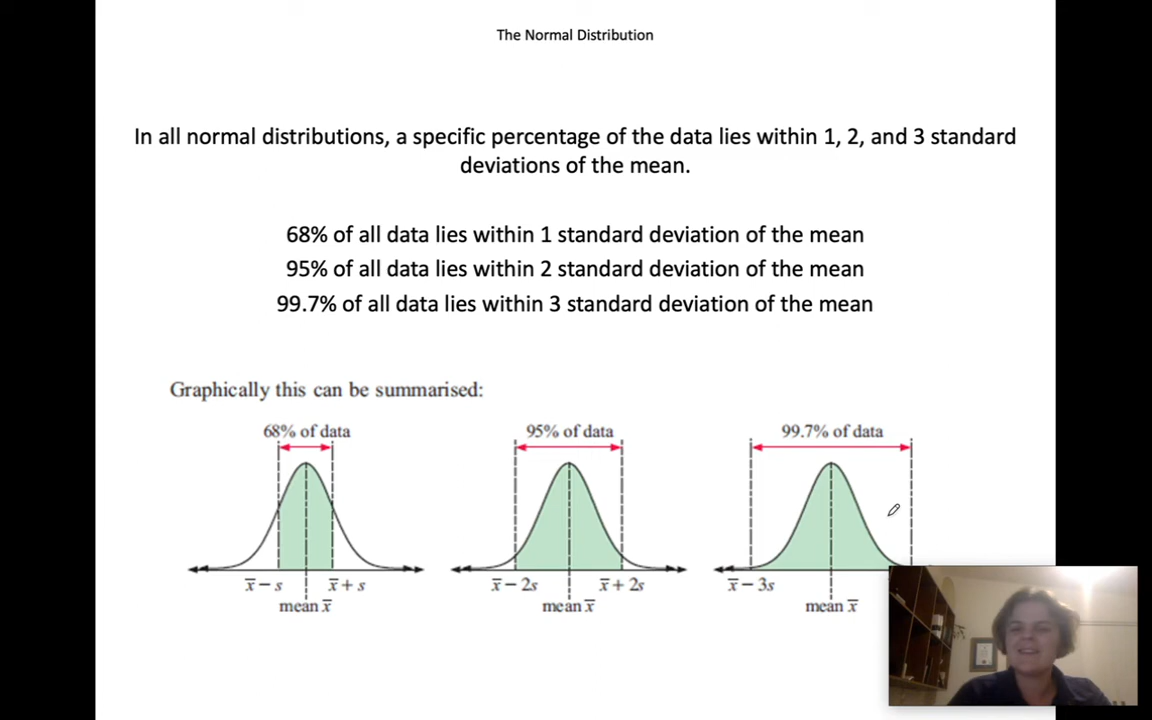 The Normal Distribution
In all normal distributions, a specific percentage of the data lies within 1, 2, and 3 standard
deviations of the mean.
68% of all data lies within 1 standard deviation of the mean
95% of all data lies within 2 standard deviation of the mean
99.7% of all data lies within 3 standard deviation of the mean
Graphically this can be summarised:
68% of data 95% of data 99.7% of data
x̅ − s x̅ + s x̅ − 2s x̅ + 2s x̅ − 3s
mean x̅ mean x̅ mean x̅